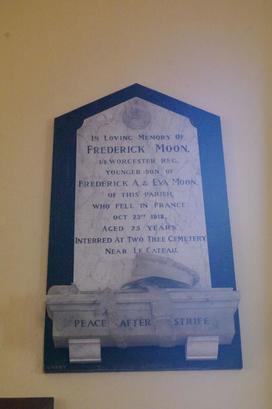 IN LOVING MEMORY OF
FREDERICK MOON,
1/8 WORCESTER REG.
YOUNGER SON OF
FREDERICK A. & EVA MOON,
OF THIS PARISH,
WHO FELL IN FRANCE
OCT 23RD 1918,
AGED 25 YEARS.
INTERRED AT TWO TREE CEMETERY
NEAR LE CATEAU.
PEACE AFTER STRIFE